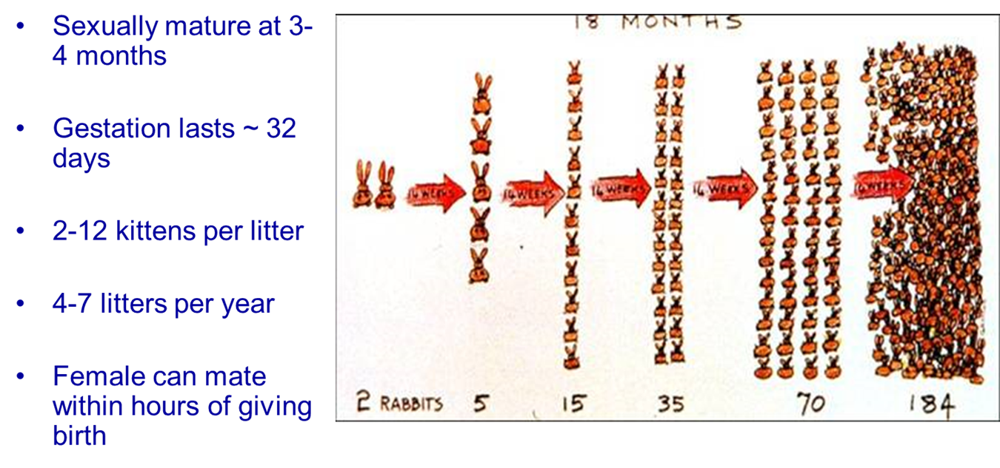 • Sexually mature at 3-
4 months
• Gestation lasts ~ 32
days
• 2-12 kittens per litter
• 4-7 litters per year
• Female can mate
within hours of giving
birth
18 MONTHS
14 WEEKS
14 WEEKS
14 WEEKS
14 WEEKS
14 WEEKS
2 RABBITS 5 15 35 70 184